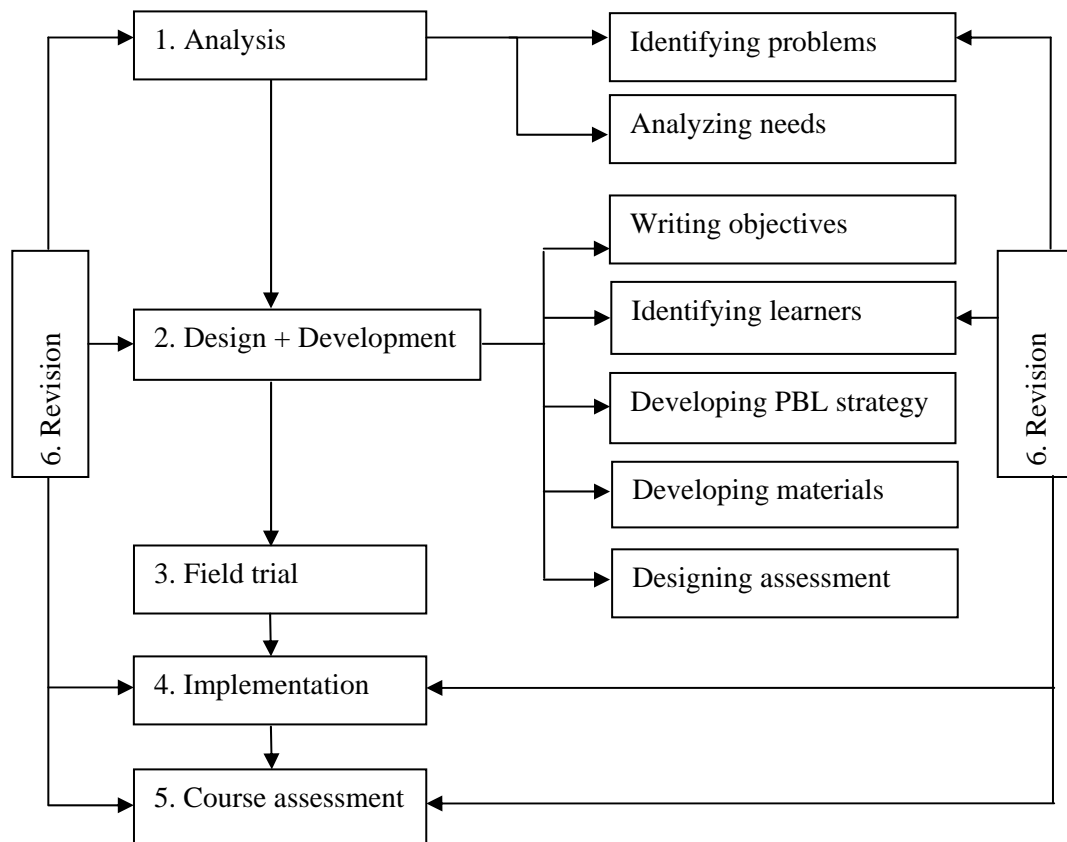 1. Analysis
Identifying problems
Analyzing needs
Writing objectives
6. Revision
2. Design + Development
Identifying learners
6. Revision
Developing PBL strategy
Developing materials
3. Field trial
Designing assessment
4. Implementation
5. Course assessment